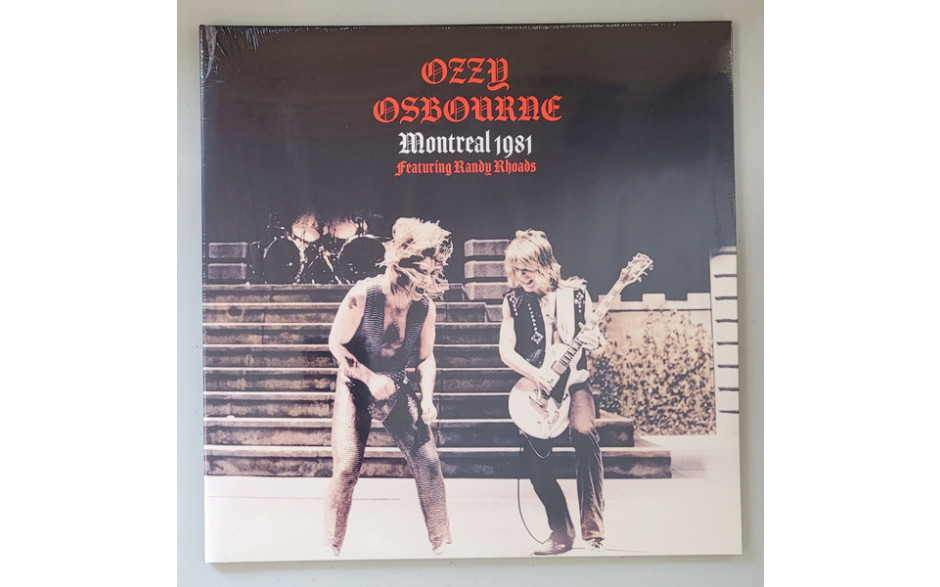 OZZY
OSBOURNE
Montreal 1981
Featuring Randy Rhoads